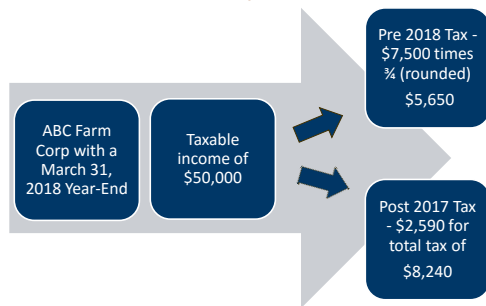 ABC Farm
Corp with a
March 31,
2018 Year-End
Taxable
income of
$50,000
Pre 2018 Tax -
$7,500 times
¾ (rounded)
$5,650
Post 2017 Tax
- $2,590 for
total tax of
$8,240